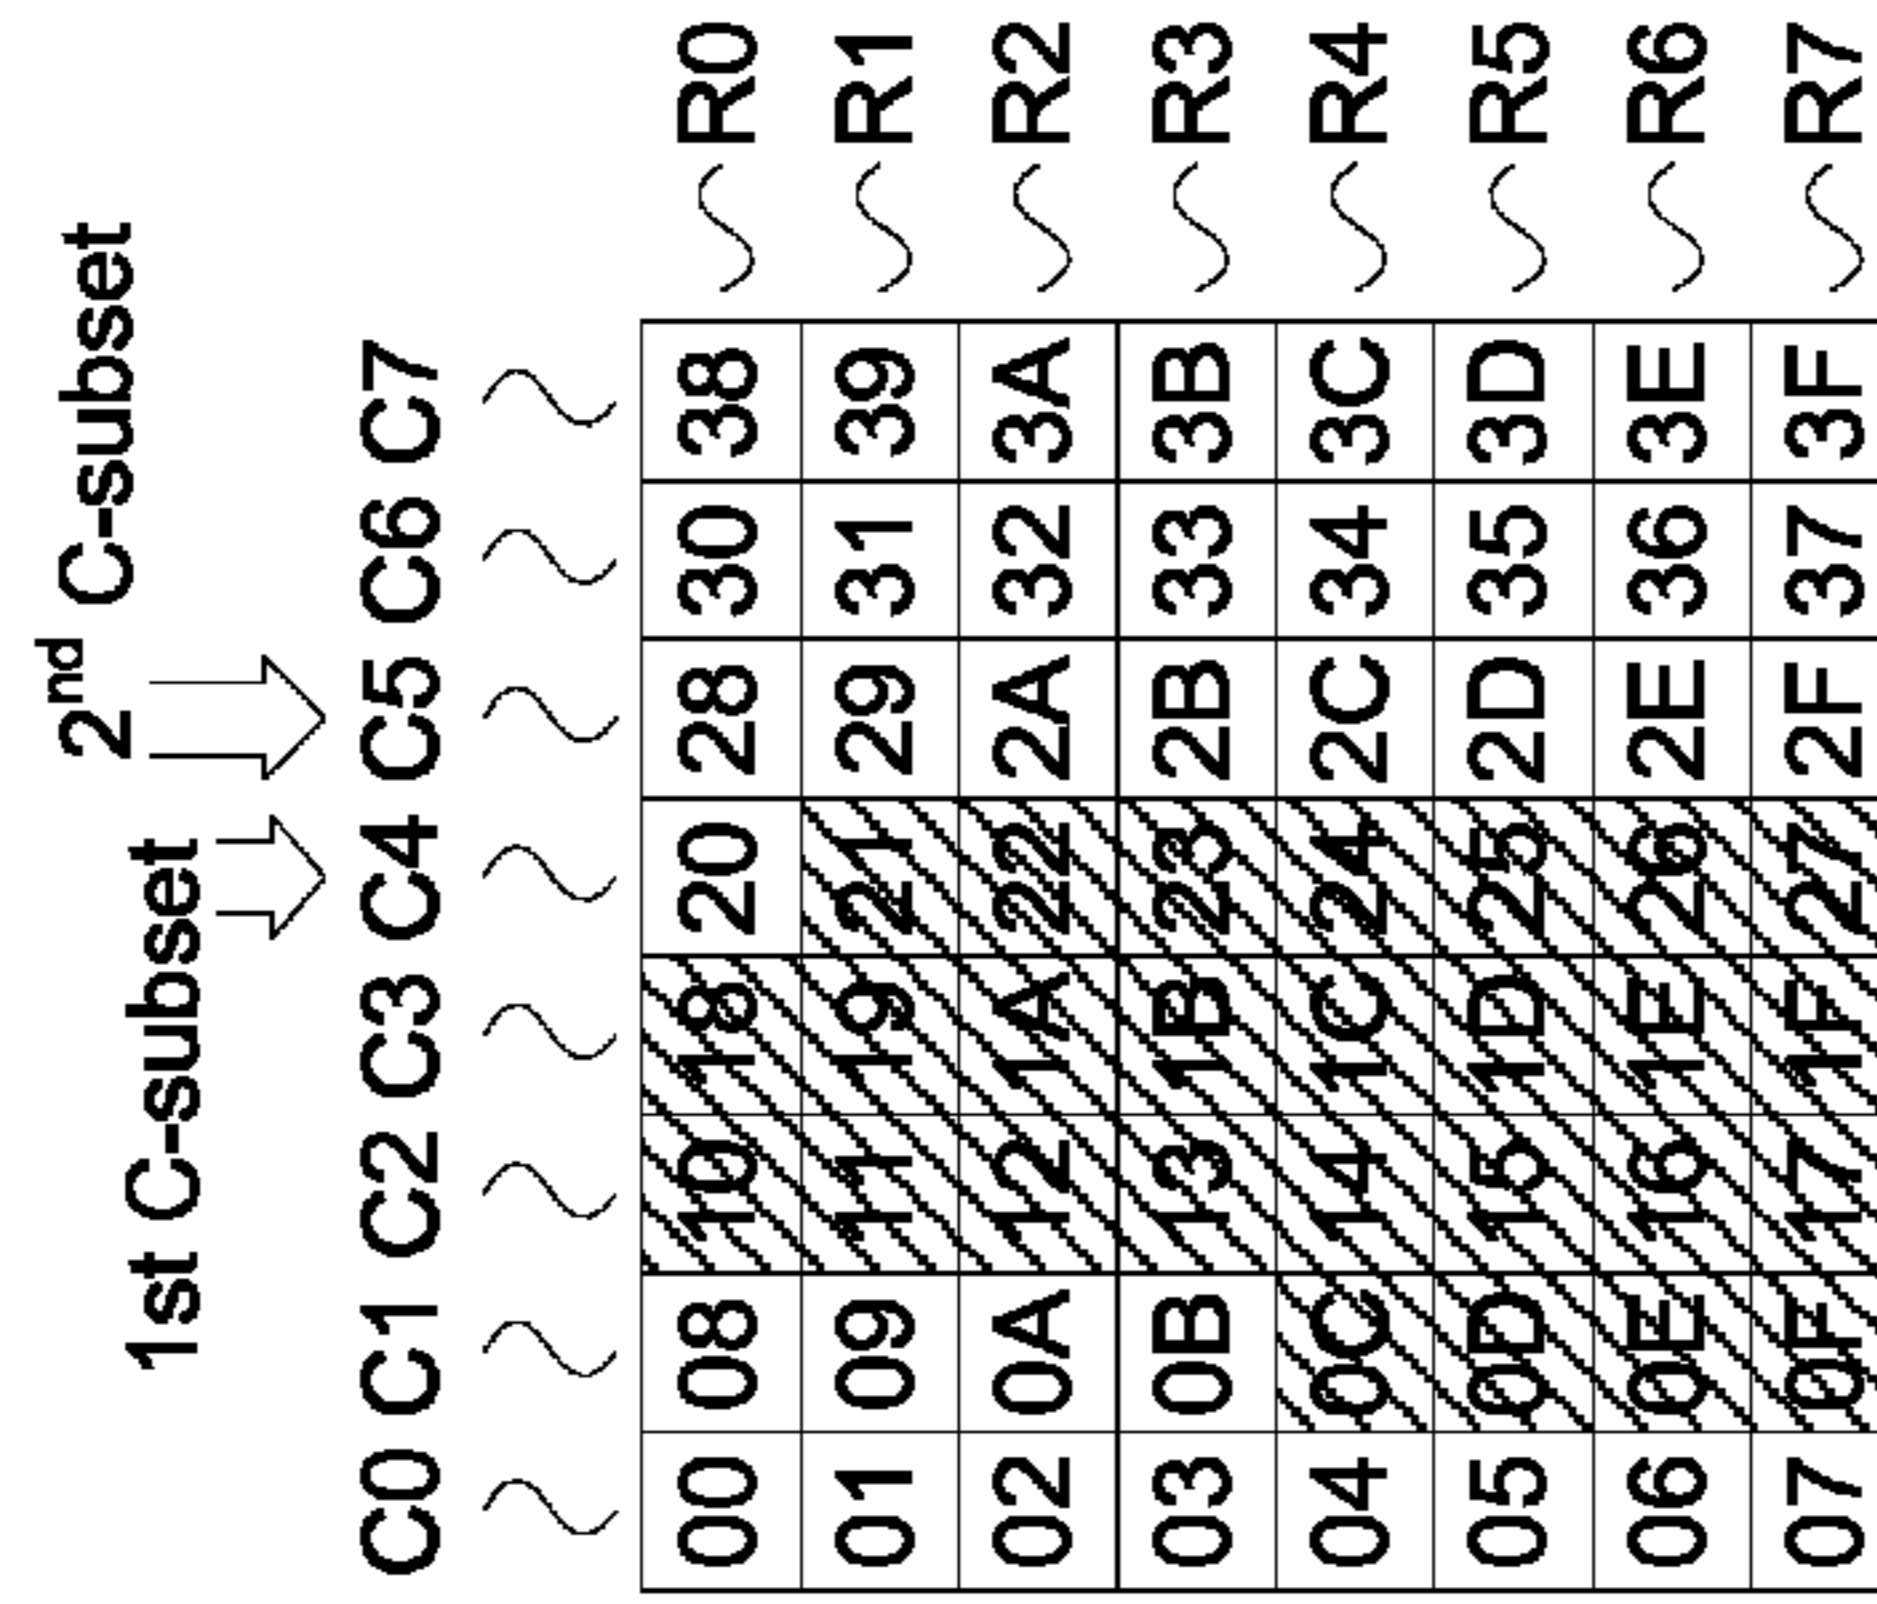 2nd C-subset
1st C-subset
C0 C1 C2 C3 C4 C5 C6 C7
00 08 10 18 20 28 30 38 R0
01 09 11 19 21 29 31 39 R1
02 0A 12 1A 22 2A 32 3A R2
03 0B 13 1B 23 2B 33 3B R3
04 0C 14 1C 24 2C 34 3C R4
05 0D 15 1D 25 2D 35 3D R5
06 0E 16 1E 26 2E 36 3E R6
07 0F 17 1F 27 2F 37 3F R7